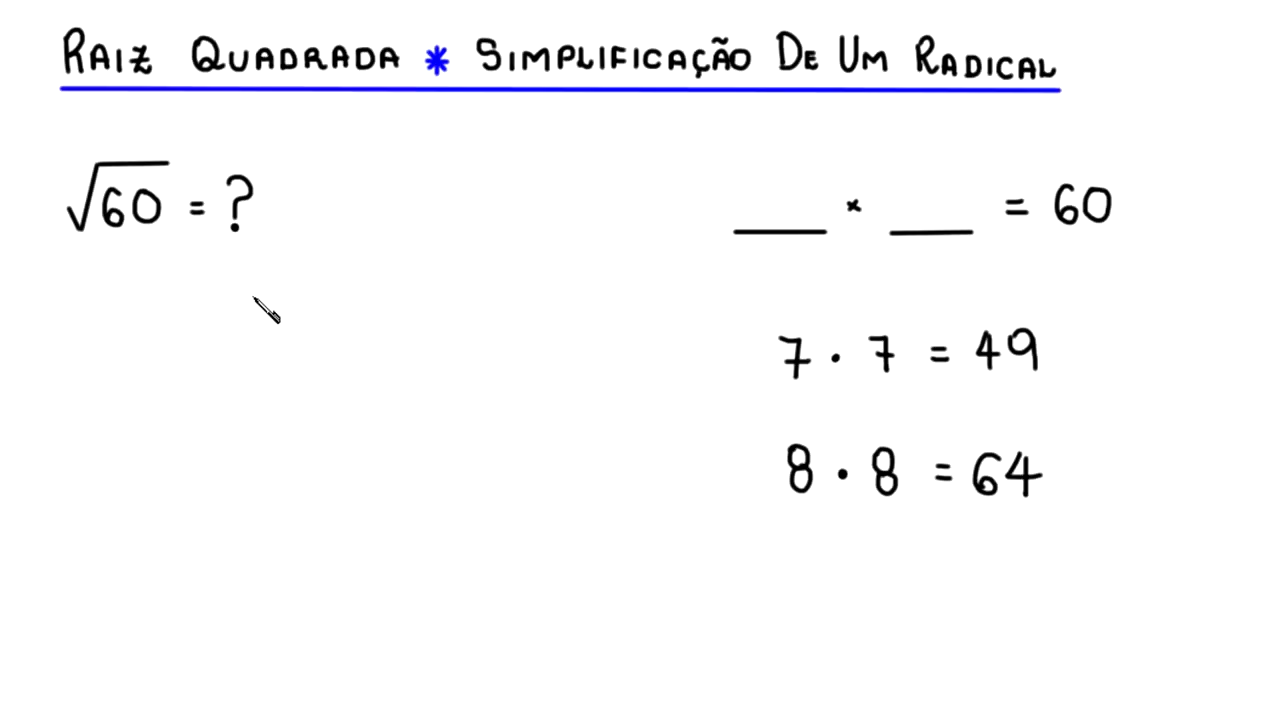 RAIZ QUADRADA * SIMPLIFICAÇÃO DE UM RADICAL
√60 = ?
___ × ___ = 60
7 · 7 = 49
8 · 8 = 64